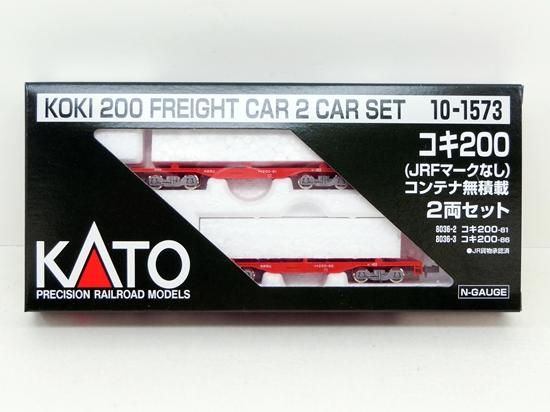 KOKI 200 FREIGHT CAR 2 CAR SET 10-1573
コキ200
(JRFマークなし)
コンテナ無積載
2両セット
8036-2 コキ200-81
8036-3 コキ200-86
●JR貨物承認済
KATO
PRECISION RAILROAD MODELS
N-GAUGE